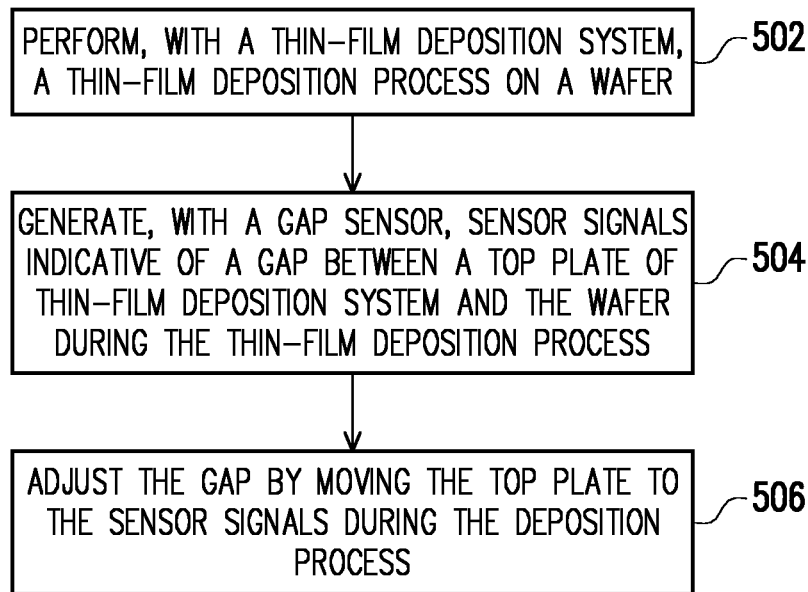 PERFORM, WITH A THIN-FILM DEPOSITION SYSTEM,
A THIN-FILM DEPOSITION PROCESS ON A WAFER
502
GENERATE, WITH A GAP SENSOR, SENSOR SIGNALS
INDICATIVE OF A GAP BETWEEN A TOP PLATE OF
THIN-FILM DEPOSITION SYSTEM AND THE WAFER
DURING THE THIN-FILM DEPOSITION PROCESS
504
ADJUST THE GAP BY MOVING THE TOP PLATE TO
THE SENSOR SIGNALS DURING THE DEPOSITION
PROCESS
506